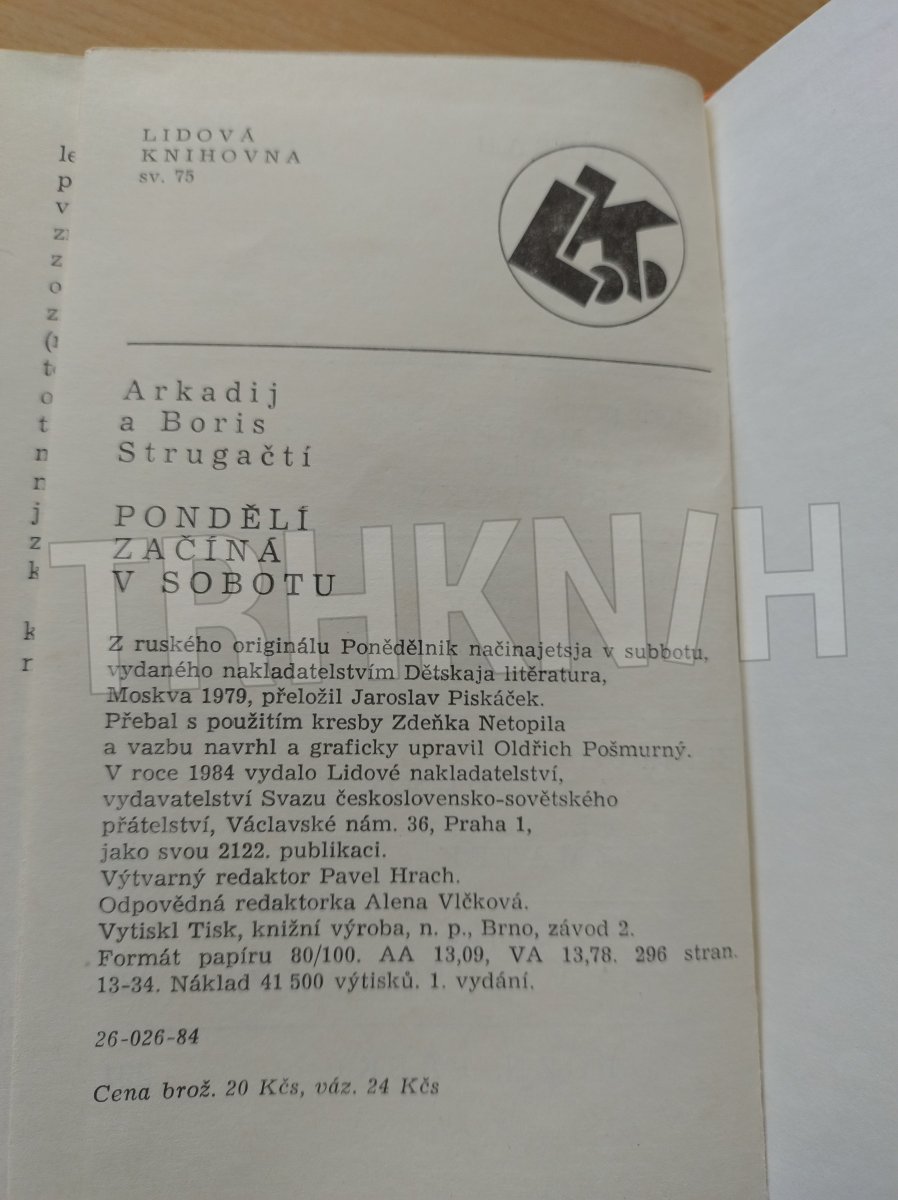 LIDOVÁ
KNIHOVNA
sv. 75
LK
Arkadij
a Boris
Strugačtí
PONDĚLÍ
ZAČÍNÁ
V SOBOTU
Z ruského originálu Ponědělnik načinajetsja v subbotu,
vydaného nakladatelstvím Dětskaja litěratura,
Moskva 1979, přeložil Jaroslav Piskáček.
Přebal s použitím kresby Zdeňka Netopila
a vazbu navrhl a graficky upravil Oldřich Pošmurný.
V roce 1984 vydalo Lidové nakladatelství,
vydavatelství Svazu československo-sovětského
přátelství, Václavské nám. 36, Praha 1,
jako svou 2122. publikaci.
Výtvarný redaktor Pavel Hrach.
Odpovědná redaktorka Alena Vlčková.
Vytiskl Tisk, knižní výroba, n. p., Brno, závod 2.
Formát papíru 80/100. AA 13,09, VA 13,78. 296 stran.
13-34. Náklad 41 500 výtisků. 1. vydání.
26-026-84
Cena brož. 20 Kčs, váz. 24 Kčs
TRHKNIH